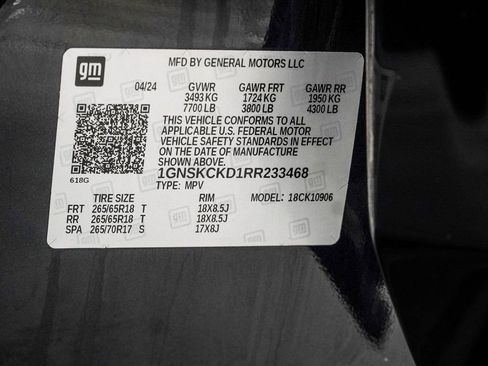 gm
MFD BY GENERAL MOTORS LLC
04/24 GVWR GAWR FRT GAWR RR
3493 KG 1724 KG 1950 KG
7700 LB 3800 LB 4300 LB
THIS VEHICLE CONFORMS TO ALL
APPLICABLE U.S. FEDERAL MOTOR
VEHICLE SAFETY STANDARDS IN EFFECT
ON THE DATE OF MANUFACTURE
SHOWN ABOVE.
1GNSKCKD1RR233468
618G
TYPE: MPV
TIRE SIZE RIM MODEL: 18CK10906
FRT 265/65R18 T 18X8.5J
RR 265/65R18 T 18X8.5J
SPA 265/70R17 S 17X8J